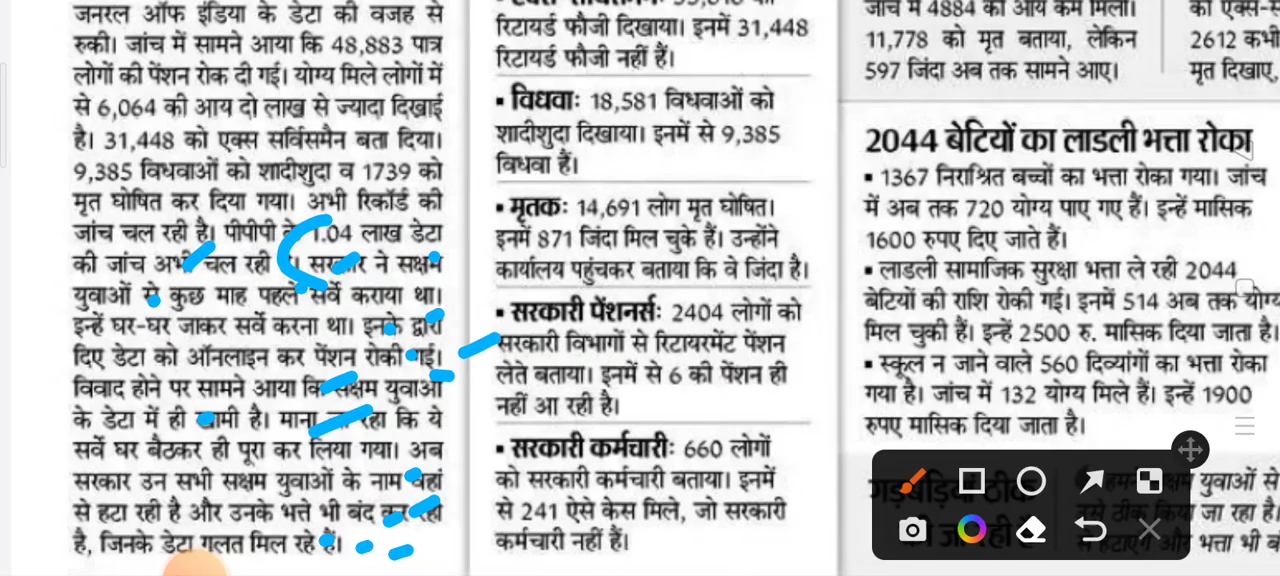 जनरल ऑफ इंडिया के डेटा की वजह से
रुकी। जांच में सामने आया कि 48,883 पात्र
लोगों की पेंशन रोक दी गई। योग्य मिले लोगों में
से 6,064 की आय दो लाख से ज्यादा दिखाई
है। 31,448 को एक्स सर्विसमैन बता दिया।
9,385 विधवाओं को शादीशुदा व 1739 को
मृत घोषित कर दिया गया। अभी रिकॉर्ड की
जांच चल रही है। पीपीपी के 1.04 लाख डेटा
की जांच अभी चल रही है। सरकार ने सक्षम
युवाओं से कुछ माह पहले सर्वे कराया था।
इन्हें घर-घर जाकर सर्वे करना था। इनके द्वारा
दिए डेटा को ऑनलाइन कर पेंशन रोकी गई।
विवाद होने पर सामने आया कि सक्षम युवाओं
के डेटा में ही खामी है। माना जा रहा कि ये
सर्वे घर बैठकर ही पूरा कर लिया गया। अब
सरकार उन सभी सक्षम युवाओं के नाम वहां
से हटा रही है और उनके भत्ते भी बंद कर रही
है, जिनके डेटा गलत मिल रहे हैं।
रिटायर्ड फौजी दिखाया। इनमें 31,448
रिटायर्ड फौजी नहीं हैं।
▪ विधवाः 18,581 विधवाओं को
शादीशुदा दिखाया। इनमें से 9,385
विधवा हैं।
▪ मृतकः 14,691 लोग मृत घोषित।
इनमें 871 जिंदा मिल चुके हैं। उन्होंने
कार्यालय पहुंचकर बताया कि वे जिंदा है।
▪ सरकारी पेंशनर्सः 2404 लोगों को
सरकारी विभागों से रिटायरमेंट पेंशन
लेते बताया। इनमें से 6 की पेंशन ही
नहीं आ रही है।
▪ सरकारी कर्मचारीः 660 लोगों
को सरकारी कर्मचारी बताया। इनमें
से 241 ऐसे केस मिले, जो सरकारी
कर्मचारी नहीं हैं।
जांच में 4884 की आय कम मिली।
11,778 को मृत बताया, लेकिन
597 जिंदा अब तक सामने आए।
को एक्स-स
2612 कभी
मृत दिखाए,
2044 बेटियों का लाडली भत्ता रोका
▪ 1367 निराश्रित बच्चों का भत्ता रोका गया। जांच
में अब तक 720 योग्य पाए गए हैं। इन्हें मासिक
1600 रुपए दिए जाते हैं।
▪ लाडली सामाजिक सुरक्षा भत्ता ले रही 2044
बेटियों की राशि रोकी गई। इनमें 514 अब तक योग्य
मिल चुकी हैं। इन्हें 2500 रु. मासिक दिया जाता है।
▪ स्कूल न जाने वाले 560 दिव्यांगों का भत्ता रोका
गया है। जांच में 132 योग्य मिले हैं। इन्हें 1900
रुपए मासिक दिया जाता है।
युवाओं से
जा रहा है।
भत्ता भी बं